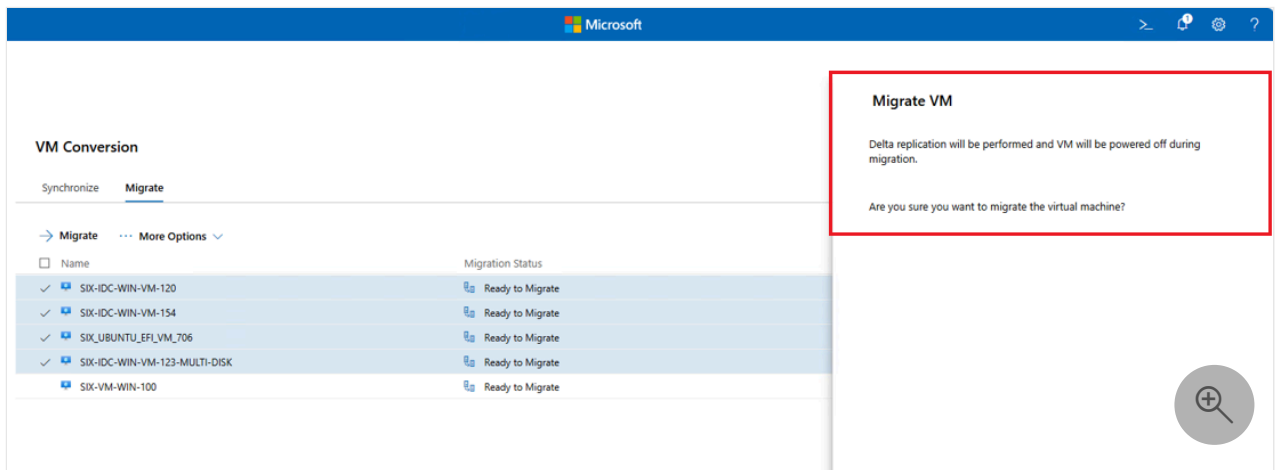 Microsoft
>_
1
?
VM Conversion
Synchronize Migrate
Migrate ··· More Options
Name Migration Status
SIX-IDC-WIN-VM-120 Ready to Migrate
SIX-IDC-WIN-VM-154 Ready to Migrate
SIX_UBUNTU_EFI_VM_706 Ready to Migrate
SIX-IDC-WIN-VM-123-MULTI-DISK Ready to Migrate
SIX-VM-WIN-100 Ready to Migrate
Migrate VM
Delta replication will be performed and VM will be powered off during
migration.
Are you sure you want to migrate the virtual machine?